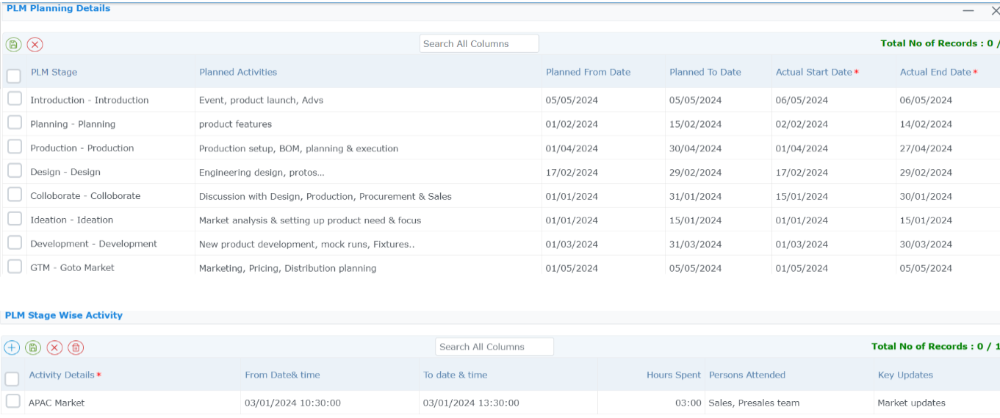 PLM Planning Details
Search All Columns Total No of Records : 0 /
PLM Stage Planned Activities Planned From Date Planned To Date Actual Start Date* Actual End Date*
Introduction - Introduction Event, product launch, Advs 05/05/2024 05/05/2024 06/05/2024 06/05/2024
Planning - Planning product features 01/02/2024 15/02/2024 02/02/2024 14/02/2024
Production - Production Production setup, BOM, planning & execution 01/04/2024 30/04/2024 01/04/2024 27/04/2024
Design - Design Engineering design, protos... 17/02/2024 29/02/2024 17/02/2024 29/02/2024
Colloborate - Colloborate Discussion with Design, Production, Procurement & Sales 01/01/2024 31/01/2024 15/01/2024 30/01/2024
Ideation - Ideation Market analysis & setting up product need & focus 01/01/2024 15/01/2024 01/01/2024 15/01/2024
Development - Development New product development, mock runs, Fixtures.. 01/03/2024 31/03/2024 01/03/2024 30/03/2024
GTM - Goto Market Marketing, Pricing, Distribution planning 01/05/2024 05/05/2024 01/05/2024 05/05/2024
PLM Stage Wise Activity
Search All Columns Total No of Records : 0 / 1
Activity Details* From Date& time To date & time Hours Spent Persons Attended Key Updates
APAC Market 03/01/2024 10:30:00 03/01/2024 13:30:00 03:00 Sales, Presales team Market updates